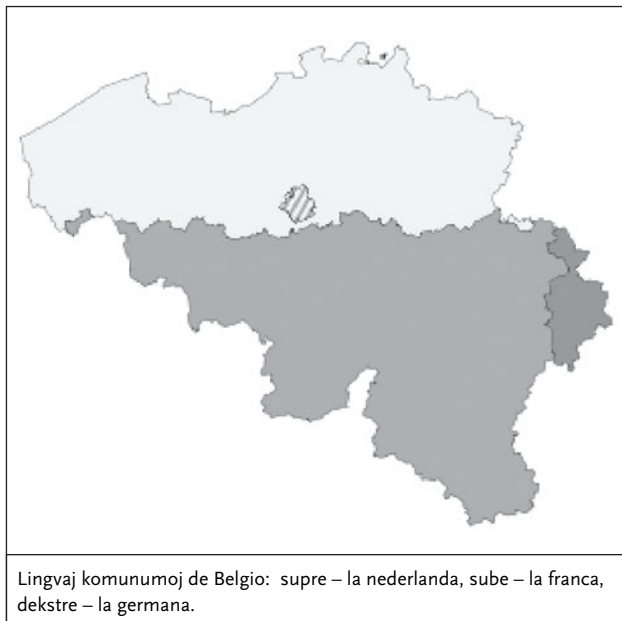 Lingvaj komunumoj de Belgio: supre – la nederlanda, sube – la franca,
dekstre – la germana.